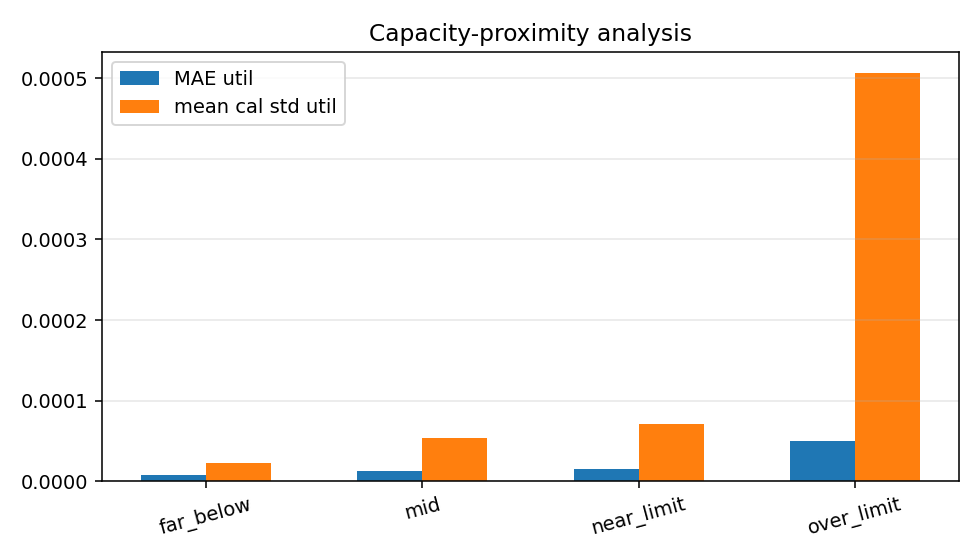 Capacity-proximity analysis
MAE util
mean cal std util
0.0005
0.0004
0.0003
0.0002
0.0001
0.0000
far_below
mid
near_limit
over_limit